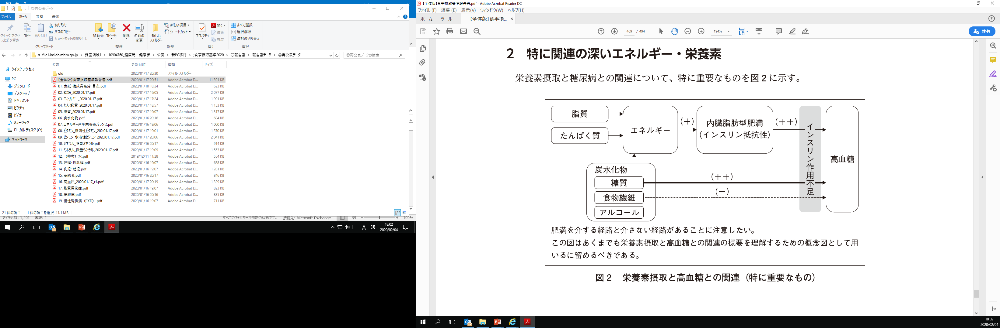 ◎再公表データ
ファイル ホーム 共有 表示
クイック アクセスにピン留め
コピー
貼り付け
切り取り
パスのコピー
ショートカットの貼り付け
クリップボード
移動先
コピー先
削除
名前の変更
整理
新しいフォルダー
新しい項目
ショートカット
新規
プロパティ
開く
編集
履歴
開く
すべて選択
選択解除
選択の切り替え
選択
« file1.inside.mhlw.go.jp › 課室領域1 › 10904760_健康局 健康課 › 栄養 › 新PC移行 › ;食事摂取基準2020 › 〇報告書 › 報告書データ › ◎再公表データ
◎再公表データの検索
クイック アクセス
PC
ダウンロード
デスクトップ
ドキュメント
ピクチャ
ビデオ
ミュージック
ローカル ディスク (C:)
ネットワーク
名前 更新日時 種類 サイズ
old 2020/01/17 20:30 ファイル フォルダー
【全体版】食事摂取基準報告書.pdf 2020/01/17 20:51 Adobe Acrobat D... 11,391 KB
01. 表紙_構成員名簿_目次.pdf 2020/01/10 18:24 Adobe Acrobat D... 623 KB
02. 総論_2020.01.17.pdf 2020/01/17 19:05 Adobe Acrobat D... 2,077 KB
03. エネルギー_2020.01.17.pdf 2020/01/17 17:24 Adobe Acrobat D... 1,991 KB
04. たんぱく質_2020.01.17.pdf 2020/01/17 18:57 Adobe Acrobat D... 1,153 KB
05. 脂質_2020.01.17.pdf 2020/01/17 19:07 Adobe Acrobat D... 1,317 KB
06. 炭水化物.pdf 2020/01/16 20:16 Adobe Acrobat D... 684 KB
07. エネルギー産生栄養素バランス.pdf 2020/01/16 19:06 Adobe Acrobat D... 1,000 KB
08. ビタミン_脂溶性ビタミン_202.01.17.pdf 2020/01/17 19:01 Adobe Acrobat D... 1,370 KB
09. ビタミン_水溶性ビタミン_2020.01.17.pdf 2020/01/17 20:06 Adobe Acrobat D... 2,041 KB
10. ミネラル_多量ミネラル.pdf 2020/01/16 20:17 Adobe Acrobat D... 914 KB
11. ミネラル_微量ミネラル_2020.01.17.pdf 2020/01/17 19:09 Adobe Acrobat D... 1,553 KB
12. （参考）水.pdf 2019/12/11 11:28 Adobe Acrobat D... 554 KB
13. 妊婦・授乳婦.pdf 2020/01/16 19:07 Adobe Acrobat D... 688 KB
14. 乳児・幼児.pdf 2020/01/16 19:07 Adobe Acrobat D... 1,281 KB
15. 高齢者.pdf 2020/01/16 20:17 Adobe Acrobat D... 846 KB
16. 高血圧_2020.01.17_r1.pdf 2020/01/17 20:19 Adobe Acrobat D... 1,329 KB
17. 脂質異常症.pdf 2020/01/16 19:07 Adobe Acrobat D... 823 KB
18. 糖尿病.pdf 2020/01/16 20:16 Adobe Acrobat D... 835 KB
19. 慢性腎臓病（CKD）.pdf 2020/01/16 19:07 Adobe Acrobat D... 711 KB
21 個の項目 1 個の項目を選択 11.1 MB
アイテム数: 1,201 未読: 1 すべてのフォルダーが最新の状態です。 接続先: Microsoft Exchange 100%
A 18:02
2020/02/04
【全体版】食事摂取基準報告書.pdf - Adobe Acrobat Reader DC
ファイル(F) 編集(E) 表示(V) ウィンドウ(W) ヘルプ(H)
ホーム ツール 【全体版】食事摂... ×
469 / 494 194% 共有
2 特に関連の深いエネルギー・栄養素
栄養素摂取と糖尿病との関連について、特に重要なものを図2に示す。
脂質
たんぱく質
エネルギー
（＋）
内臓脂肪型肥満
（インスリン抵抗性）
（＋＋）
インスリン作用不足
高血糖
炭水化物
糖質
（＋＋）
食物繊維
（－）
アルコール
肥満を介する経路と介さない経路があることに注意したい。
この図はあくまでも栄養素摂取と高血糖との関連の概要を理解するための概念図として用
いるに留めるべきである。
図2 栄養素摂取と高血糖との関連（特に重要なもの）
18:02
2020/02/04